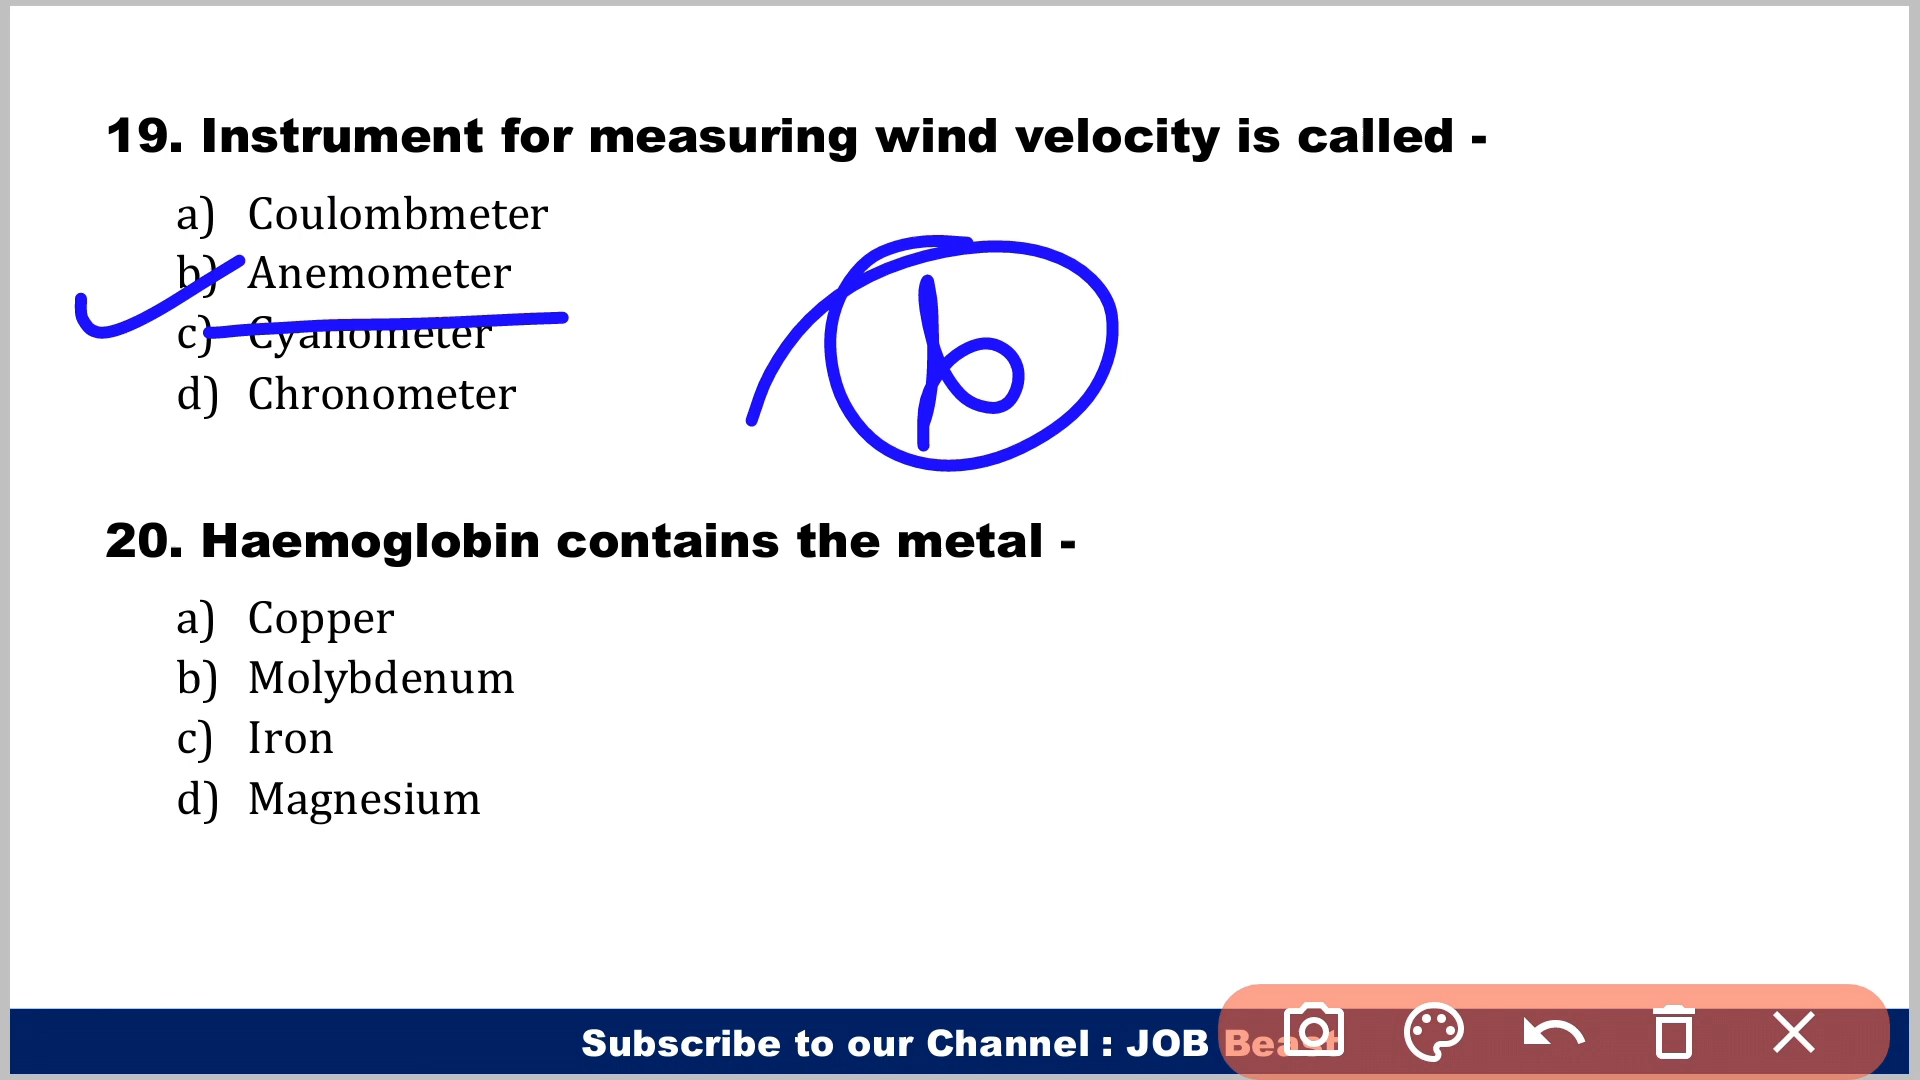 19. Instrument for measuring wind velocity is called -
a) Coulombmeter
b) Anemometer
c) Cyanometer
d) Chronometer
b
20. Haemoglobin contains the metal -
a) Copper
b) Molybdenum
c) Iron
d) Magnesium
Subscribe to our Channel : JOB Beast